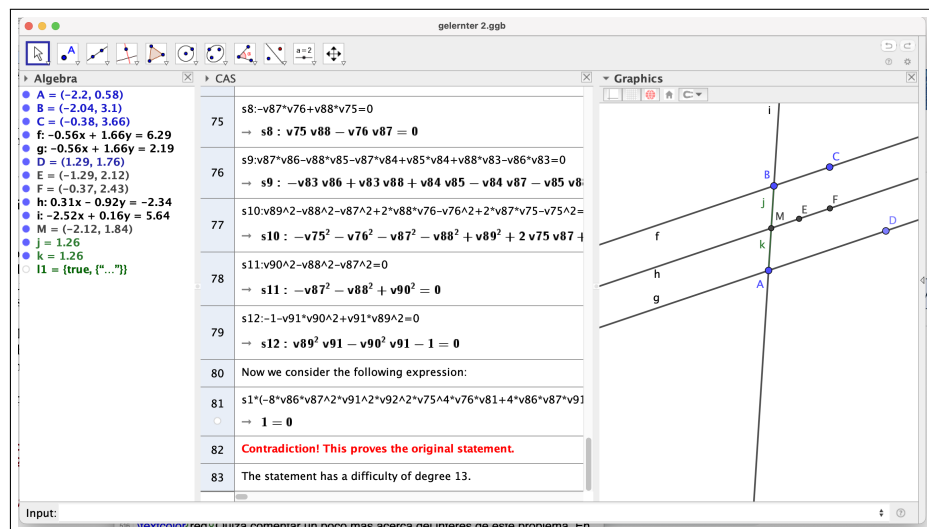 gelernter 2.ggb
A
a=2
Algebra
A = (-2.2, 0.58)
B = (-2.04, 3.1)
C = (-0.38, 3.66)
f: -0.56x + 1.66y = 6.29
g: -0.56x + 1.66y = 2.19
D = (1.29, 1.76)
E = (-1.29, 2.12)
F = (-0.37, 2.43)
h: 0.31x - 0.92y = -2.34
i: -2.52x + 0.16y = 5.64
M = (-2.12, 1.84)
j = 1.26
k = 1.26
l1 = {true, {"..."}}
CAS
75
s8:-v87*v76+v88*v75=0
→ s8 : v75 v88 − v76 v87 = 0
76
s9:v87*v86-v88*v85-v87*v84+v85*v84+v88*v83-v86*v83=0
→ s9 : −v83 v86 + v83 v88 + v84 v85 − v84 v87 − v85 v8
77
s10:v89^2-v88^2-v87^2+2*v88*v76-v76^2+2*v87*v75-v75^2=
→ s10 : −v75² − v76² − v87² − v88² + v89² + 2 v75 v87 +
78
s11:v90^2-v88^2-v87^2=0
→ s11 : −v87² − v88² + v90² = 0
79
s12:-1-v91*v90^2+v91*v89^2=0
→ s12 : v89² v91 − v90² v91 − 1 = 0
80
Now we consider the following expression:
81
s1*(-8*v86*v87^2*v91^2*v92^2*v75^4*v76*v81+4*v86*v87*v91
→ 1 = 0
82
Contradiction! This proves the original statement.
83
The statement has a difficulty of degree 13.
Graphics
i
C
B
j
F
E
M
D
f
k
h
A
g
Input: